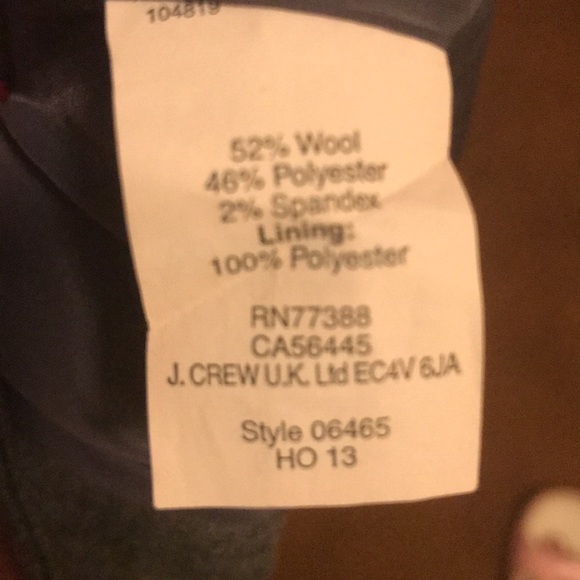 104819
52% Wool
46% Polyester
2% Spandex
Lining:
100% Polyester
RN77388
CA56445
J. CREW U.K. Ltd EC4V 6JA
Style 06465
HO 13